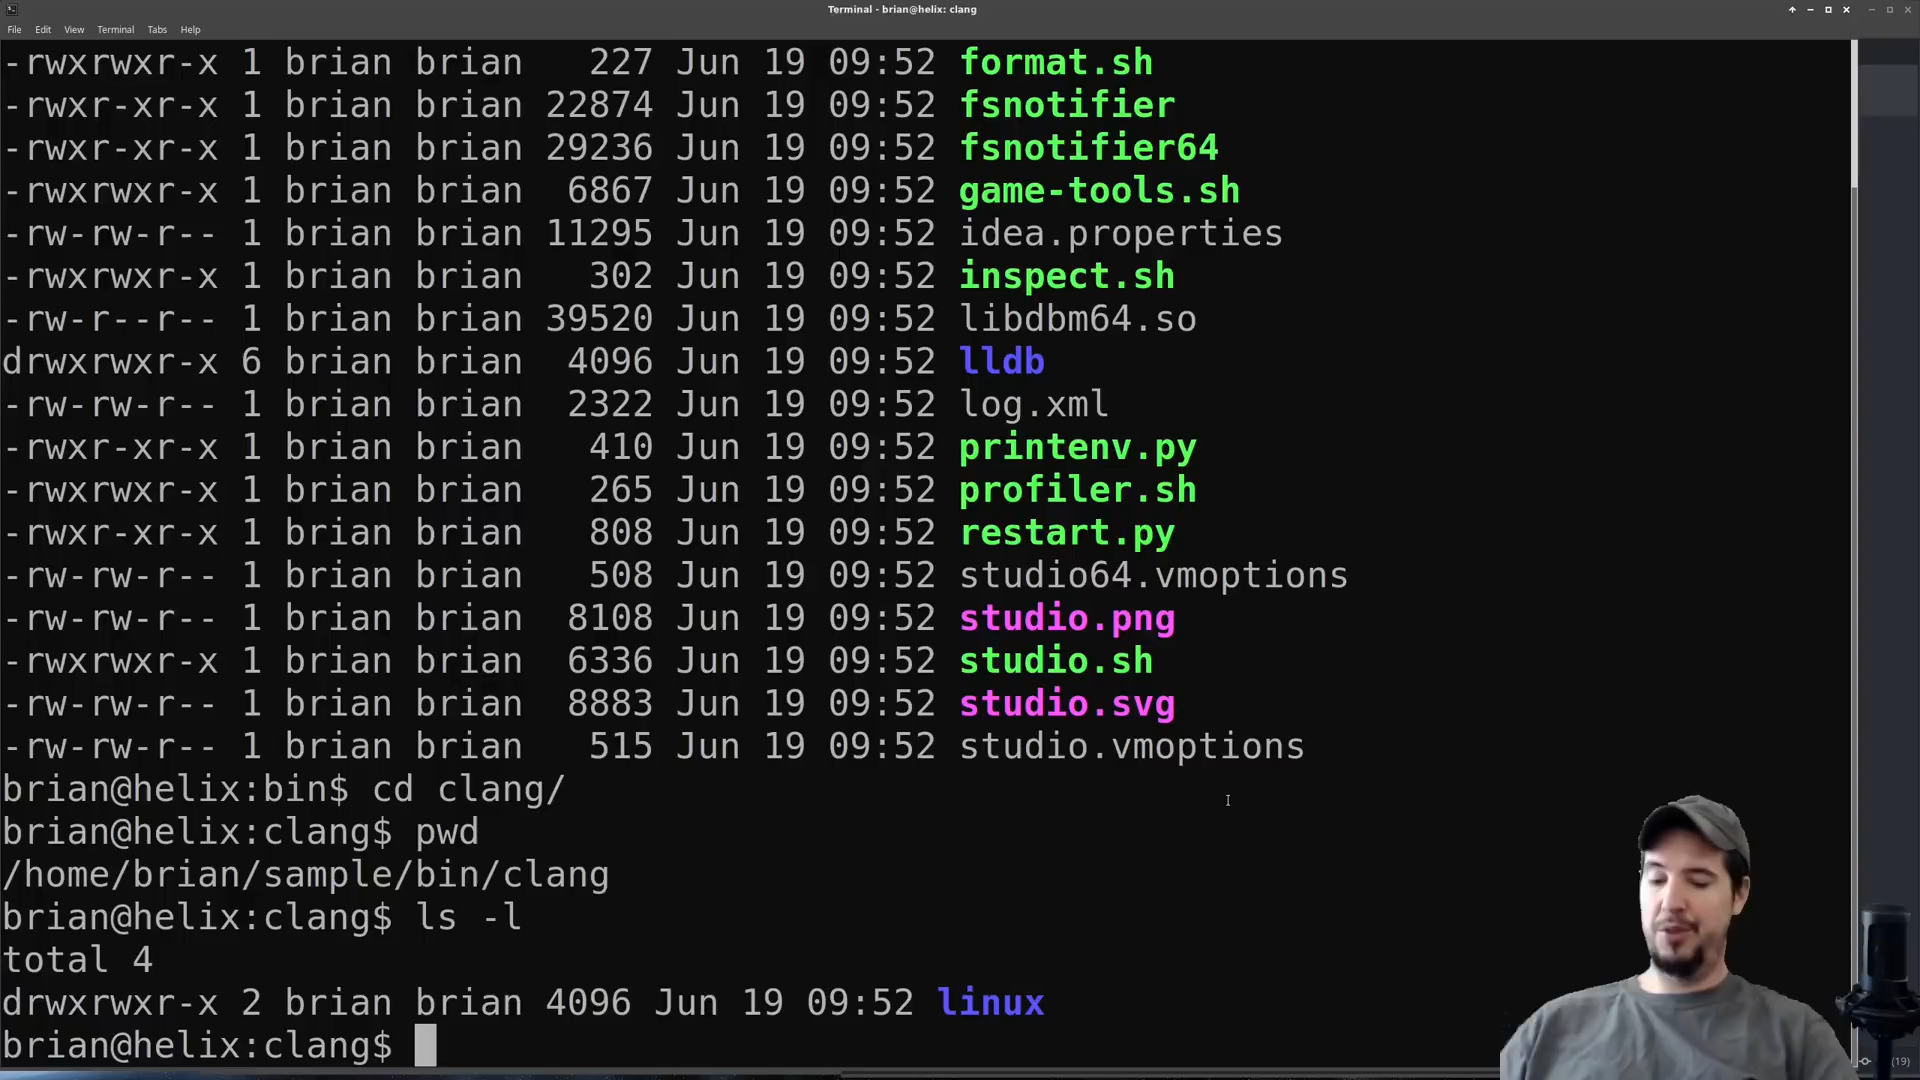 Terminal - brian@helix: clang
File Edit View Terminal Tabs Help
-rwxrwxr-x 1 brian brian 227 Jun 19 09:52 format.sh
-rwxr-xr-x 1 brian brian 22874 Jun 19 09:52 fsnotifier
-rwxr-xr-x 1 brian brian 29236 Jun 19 09:52 fsnotifier64
-rwxrwxr-x 1 brian brian 6867 Jun 19 09:52 game-tools.sh
-rw-rw-r-- 1 brian brian 11295 Jun 19 09:52 idea.properties
-rwxrwxr-x 1 brian brian 302 Jun 19 09:52 inspect.sh
-rw-r--r-- 1 brian brian 39520 Jun 19 09:52 libdbm64.so
drwxrwxr-x 6 brian brian 4096 Jun 19 09:52 lldb
-rw-rw-r-- 1 brian brian 2322 Jun 19 09:52 log.xml
-rwxr-xr-x 1 brian brian 410 Jun 19 09:52 printenv.py
-rwxrwxr-x 1 brian brian 265 Jun 19 09:52 profiler.sh
-rwxr-xr-x 1 brian brian 808 Jun 19 09:52 restart.py
-rw-rw-r-- 1 brian brian 508 Jun 19 09:52 studio64.vmoptions
-rw-rw-r-- 1 brian brian 8108 Jun 19 09:52 studio.png
-rwxrwxr-x 1 brian brian 6336 Jun 19 09:52 studio.sh
-rw-rw-r-- 1 brian brian 8883 Jun 19 09:52 studio.svg
-rw-rw-r-- 1 brian brian 515 Jun 19 09:52 studio.vmoptions
brian@helix:bin$ cd clang/
brian@helix:clang$ pwd
/home/brian/sample/bin/clang
brian@helix:clang$ ls -l
total 4
drwxrwxr-x 2 brian brian 4096 Jun 19 09:52 linux
brian@helix:clang$
(19)